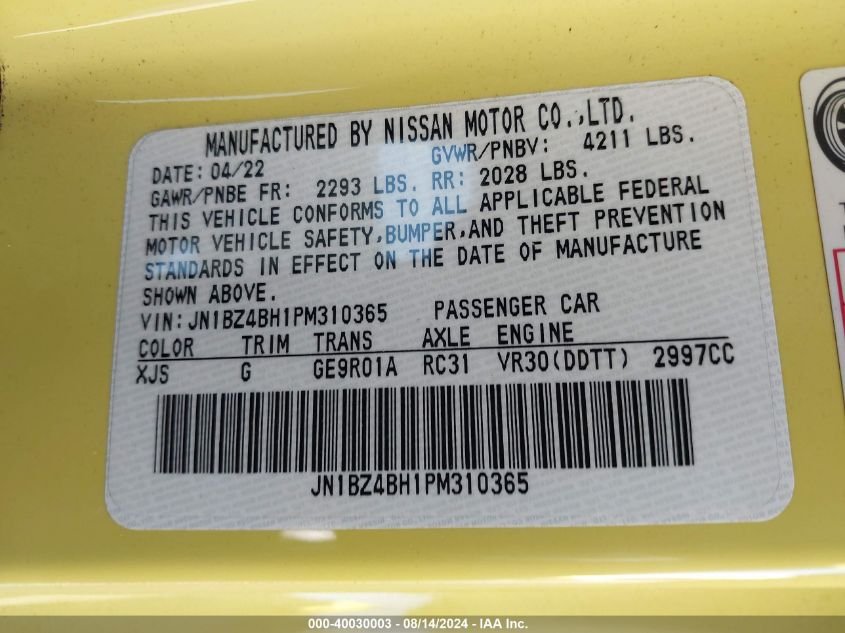 MANUFACTURED BY NISSAN MOTOR CO.,LTD.
DATE: 04/22 GVWR/PNBV: 4211 LBS.
GAWR/PNBE FR: 2293 LBS. RR: 2028 LBS.
THIS VEHICLE CONFORMS TO ALL APPLICABLE FEDERAL
MOTOR VEHICLE SAFETY,BUMPER,AND THEFT PREVENTION
STANDARDS IN EFFECT ON THE DATE OF MANUFACTURE
SHOWN ABOVE.
VIN:JN1BZ4BH1PM310365 PASSENGER CAR
COLOR TRIM TRANS AXLE ENGINE
XJS G GE9R01A RC31 VR30(DDTT) 2997CC
JN1BZ4BH1PM310365
000-40030003 - 08/14/2024 - IAA Inc.